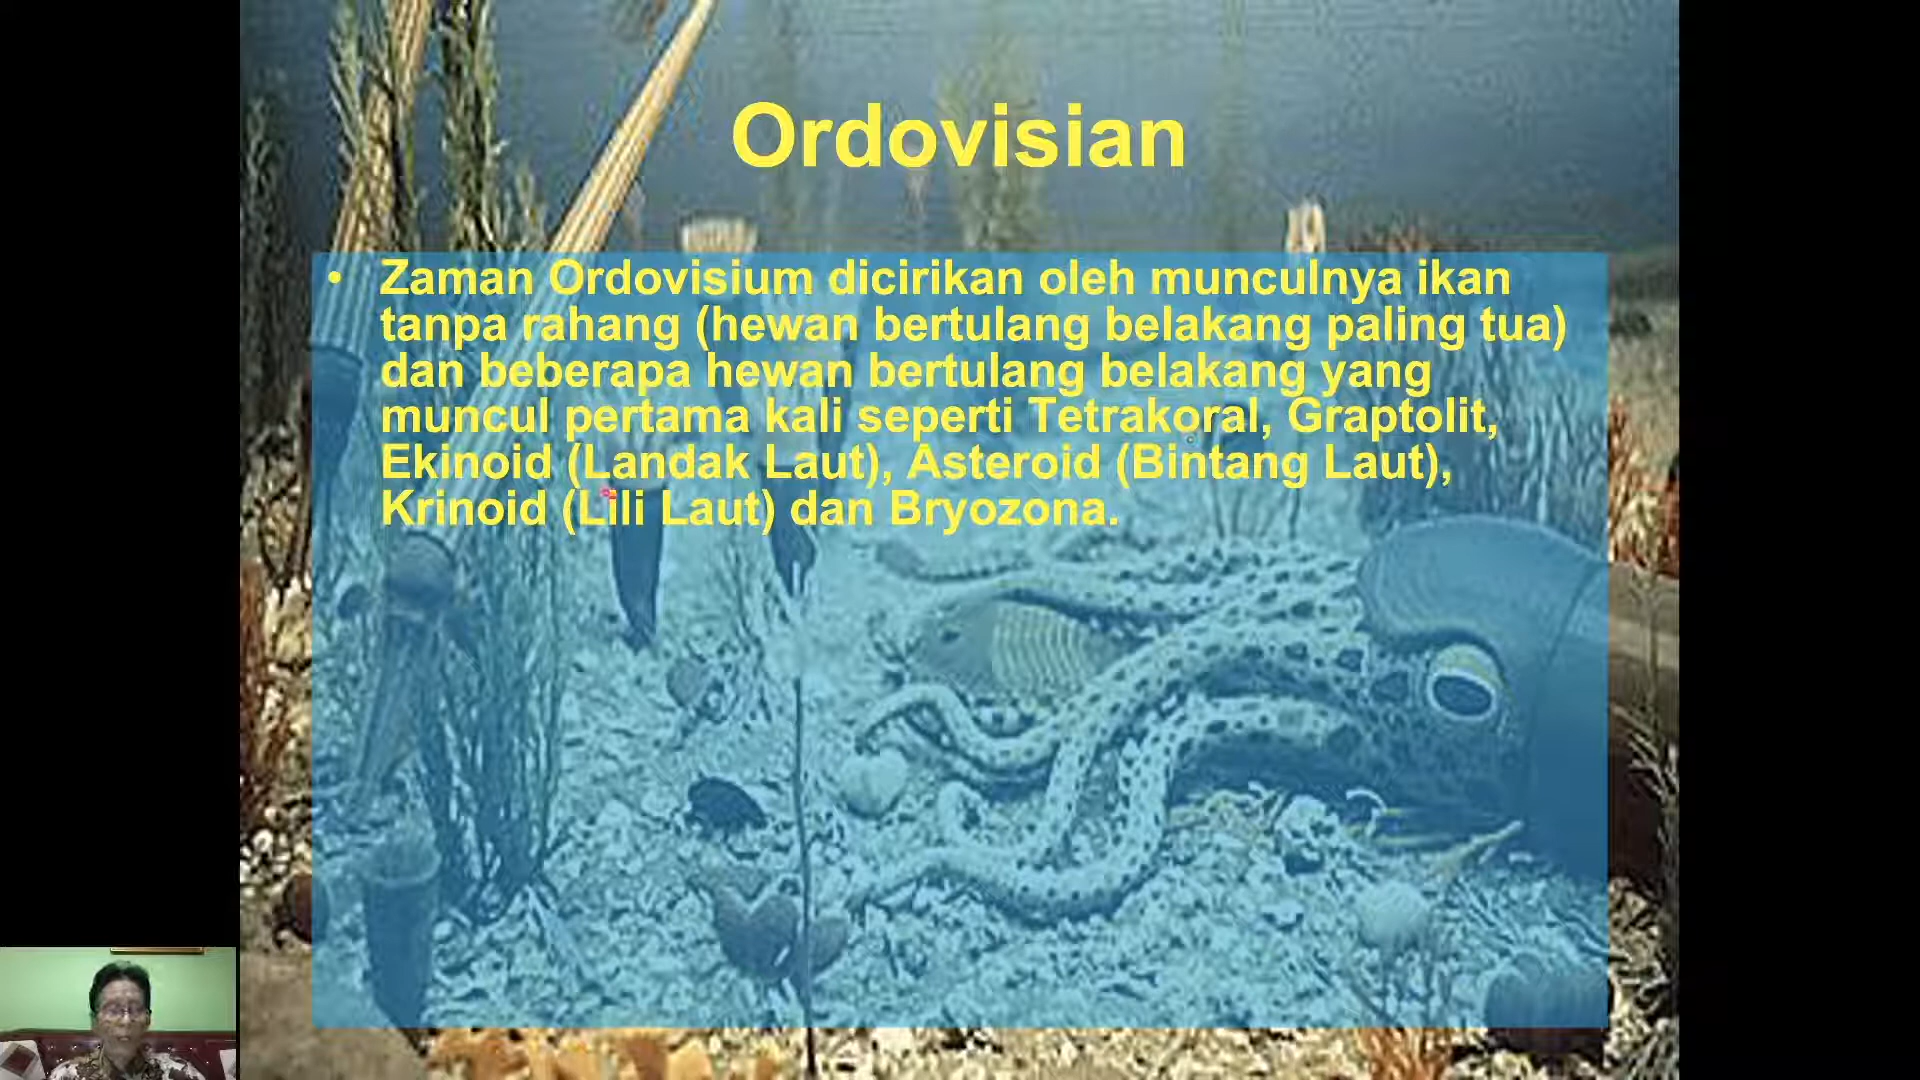 Ordovisian
• Zaman Ordovisium dicirikan oleh munculnya ikan
tanpa rahang (hewan bertulang belakang paling tua)
dan beberapa hewan bertulang belakang yang
muncul pertama kali seperti Tetrakoral, Graptolit,
Ekinoid (Landak Laut), Asteroid (Bintang Laut),
Krinoid (Lili Laut) dan Bryozona.